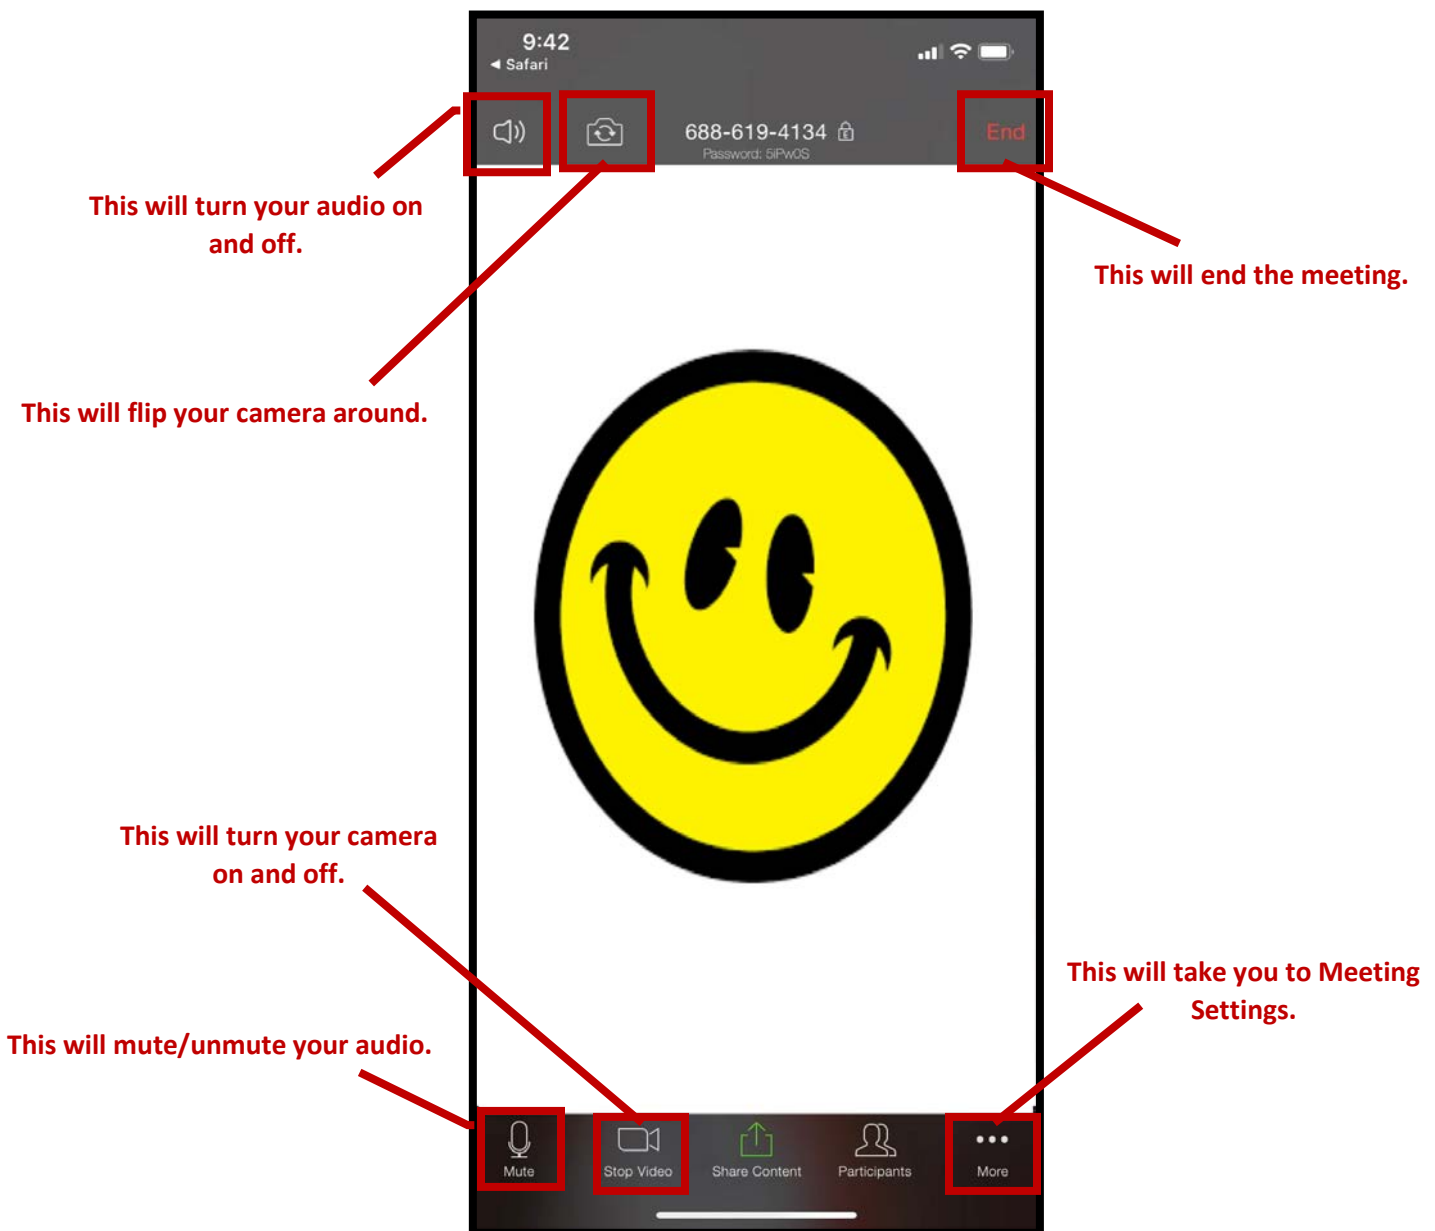 9:42
◄ Safari
688-619-4134
Password: 5iPw0S
End
This will turn your audio on
and off.
This will end the meeting.
This will flip your camera around.
This will turn your camera
on and off.
This will take you to Meeting
Settings.
This will mute/unmute your audio.
Mute
Stop Video
Share Content
Participants
More